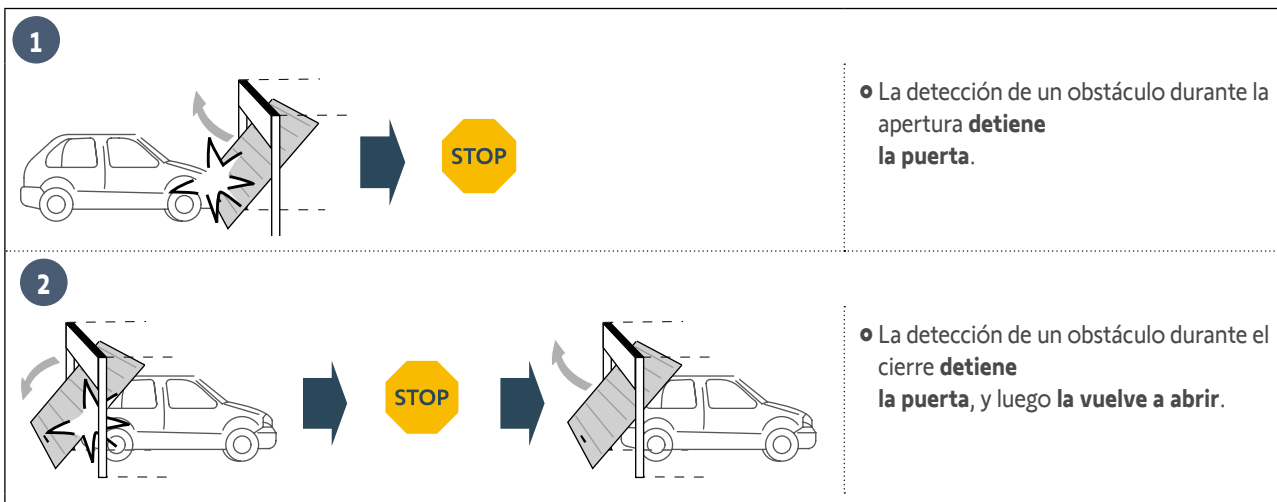 1
STOP
La detección de un obstáculo durante la
apertura detiene
la puerta.
2
STOP
La detección de un obstáculo durante el
cierre detiene
la puerta, y luego la vuelve a abrir.